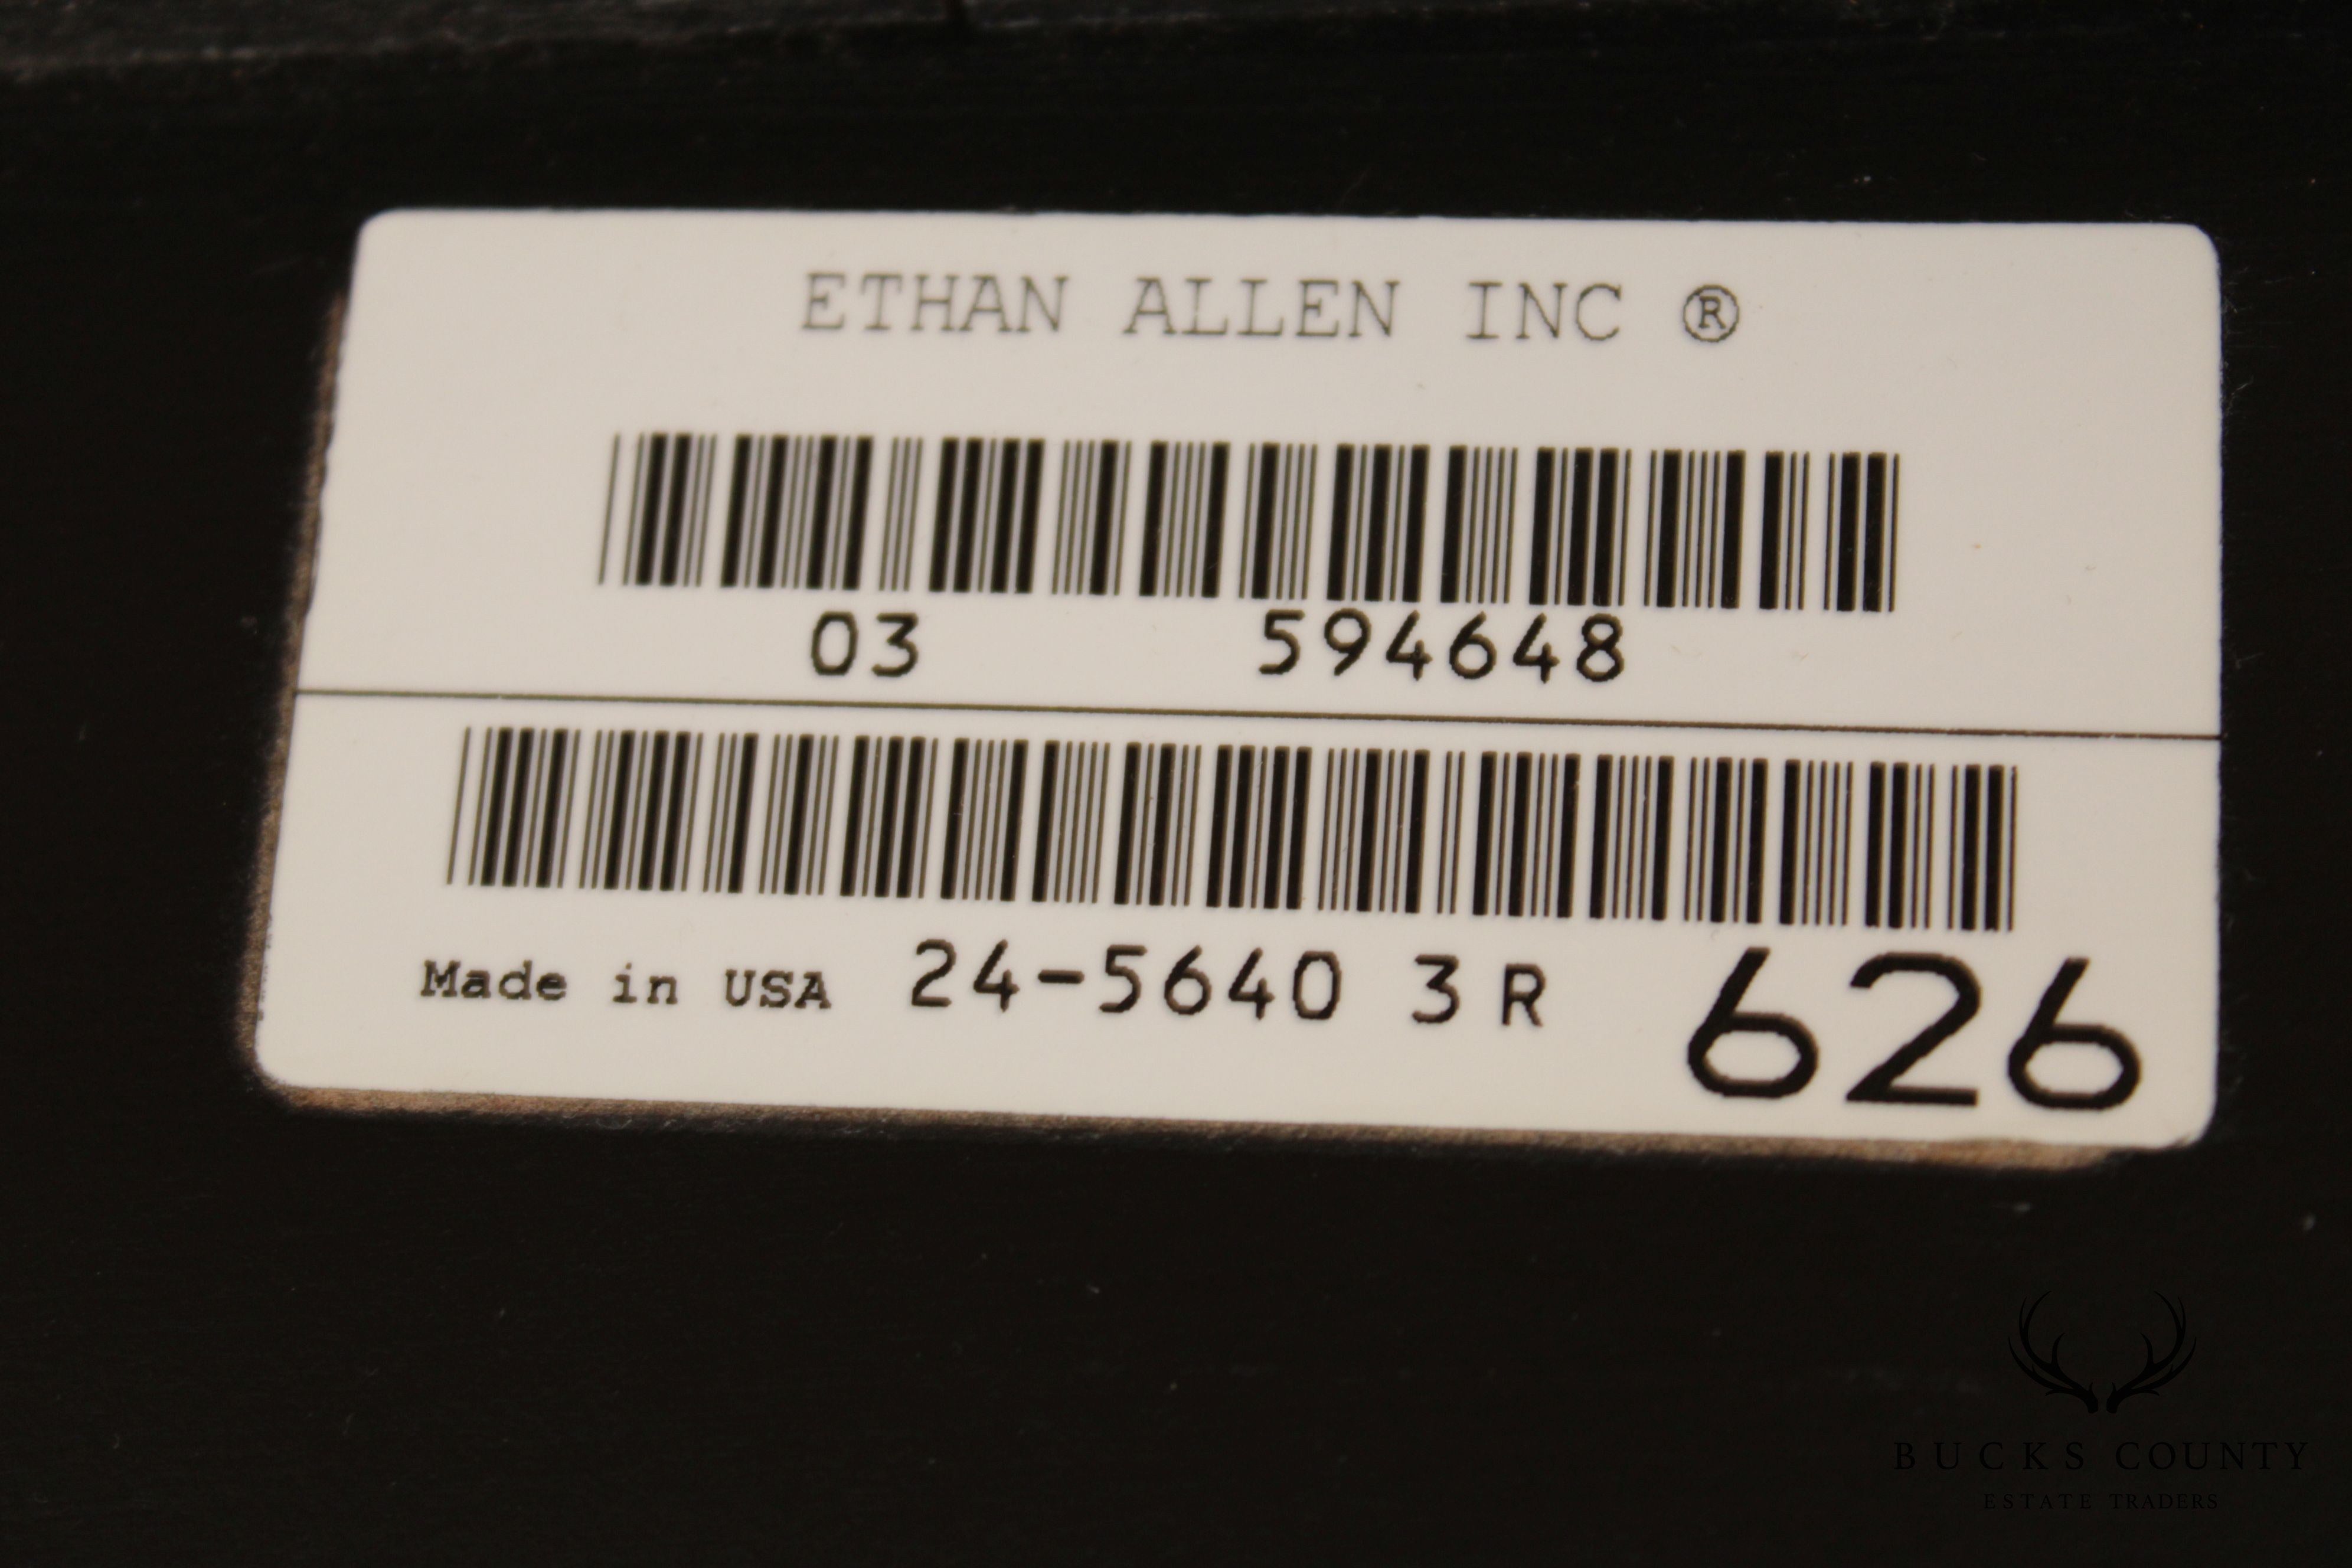 ETHAN ALLEN INC ®
03 594648
Made in USA 24-5640 3 R 626
BUCKS COUNTY
ESTATE TRADERS